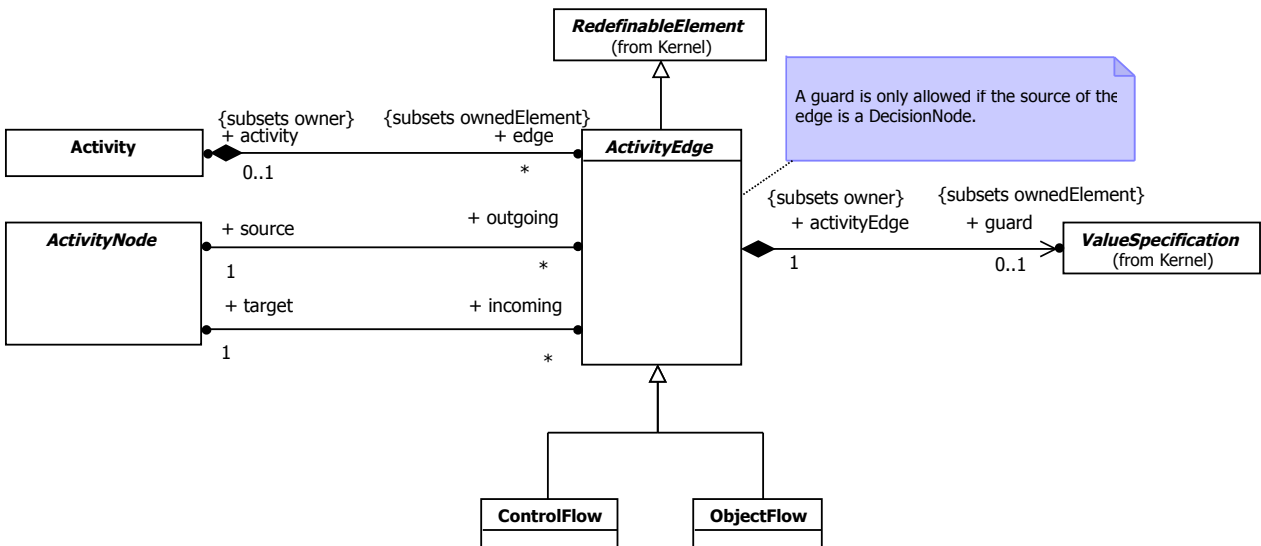 RedefinableElement
(from Kernel)
A guard is only allowed if the source of the
edge is a DecisionNode.
{subsets owner} {subsets ownedElement}
+ activity + edge
Activity
0..1 *
ActivityEdge
{subsets owner} {subsets ownedElement}
+ activityEdge + guard
1 0..1
ValueSpecification
(from Kernel)
ActivityNode
+ source + outgoing
1 *
+ target + incoming
1 *
ControlFlow ObjectFlow